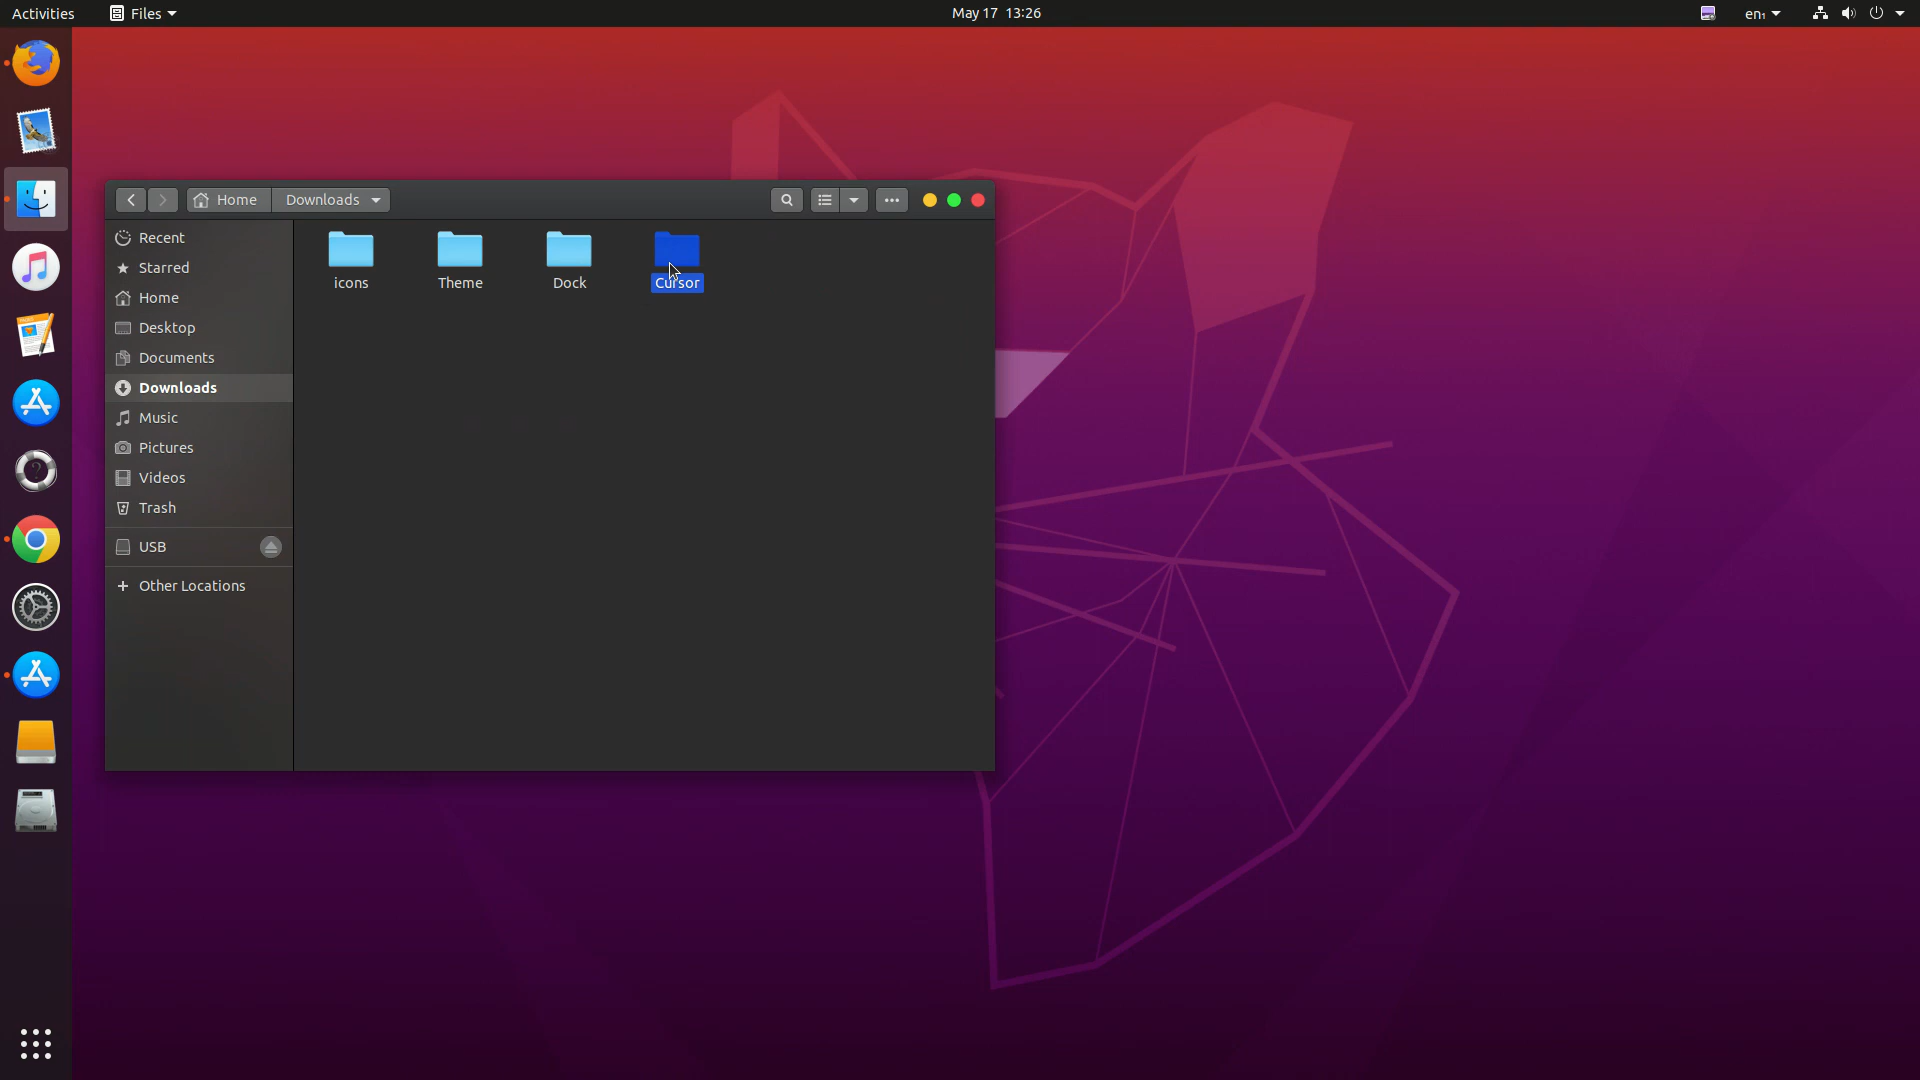 Activities
Files
May 17 13:26
en₁
Home
Downloads
Recent
Starred
Home
Desktop
Documents
Downloads
Music
Pictures
Videos
Trash
USB
Other Locations
icons
Theme
Dock
Cursor